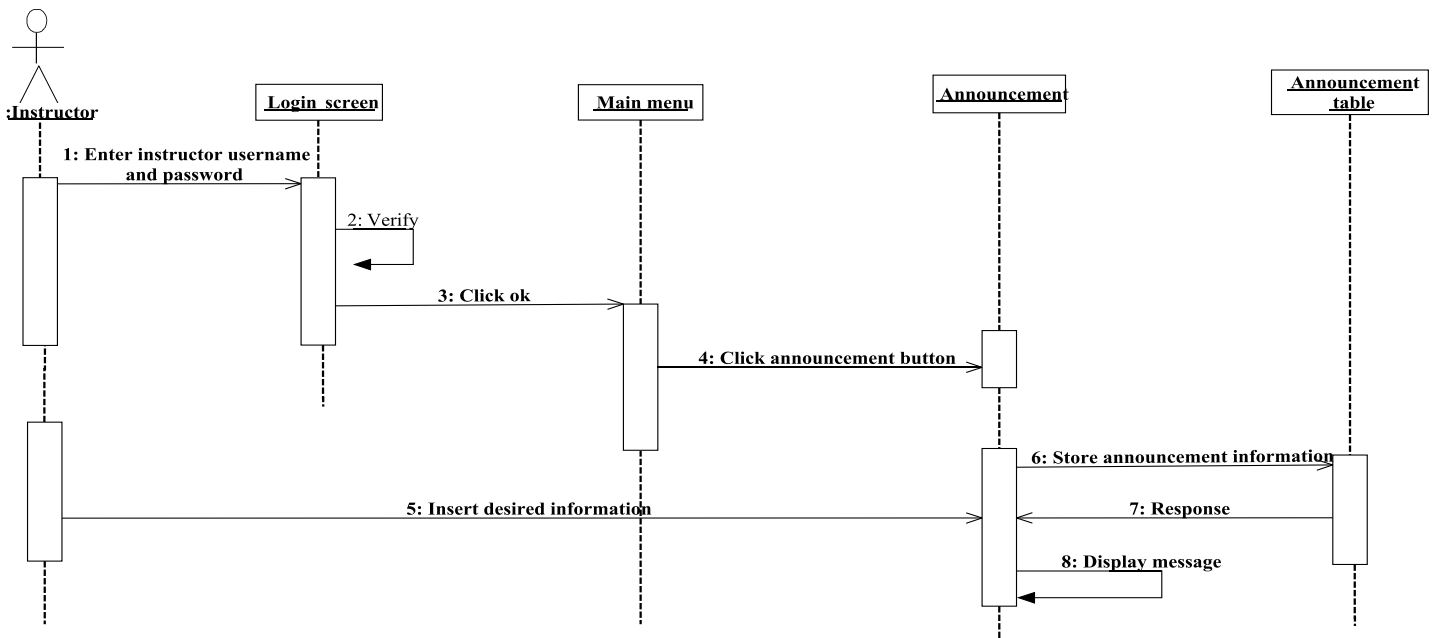 :Instructor
Login screen
Main menu
Announcement
Announcement
table
1: Enter instructor username
and password
2: Verify
3: Click ok
4: Click announcement button
6: Store announcement information
5: Insert desired information
7: Response
8: Display message